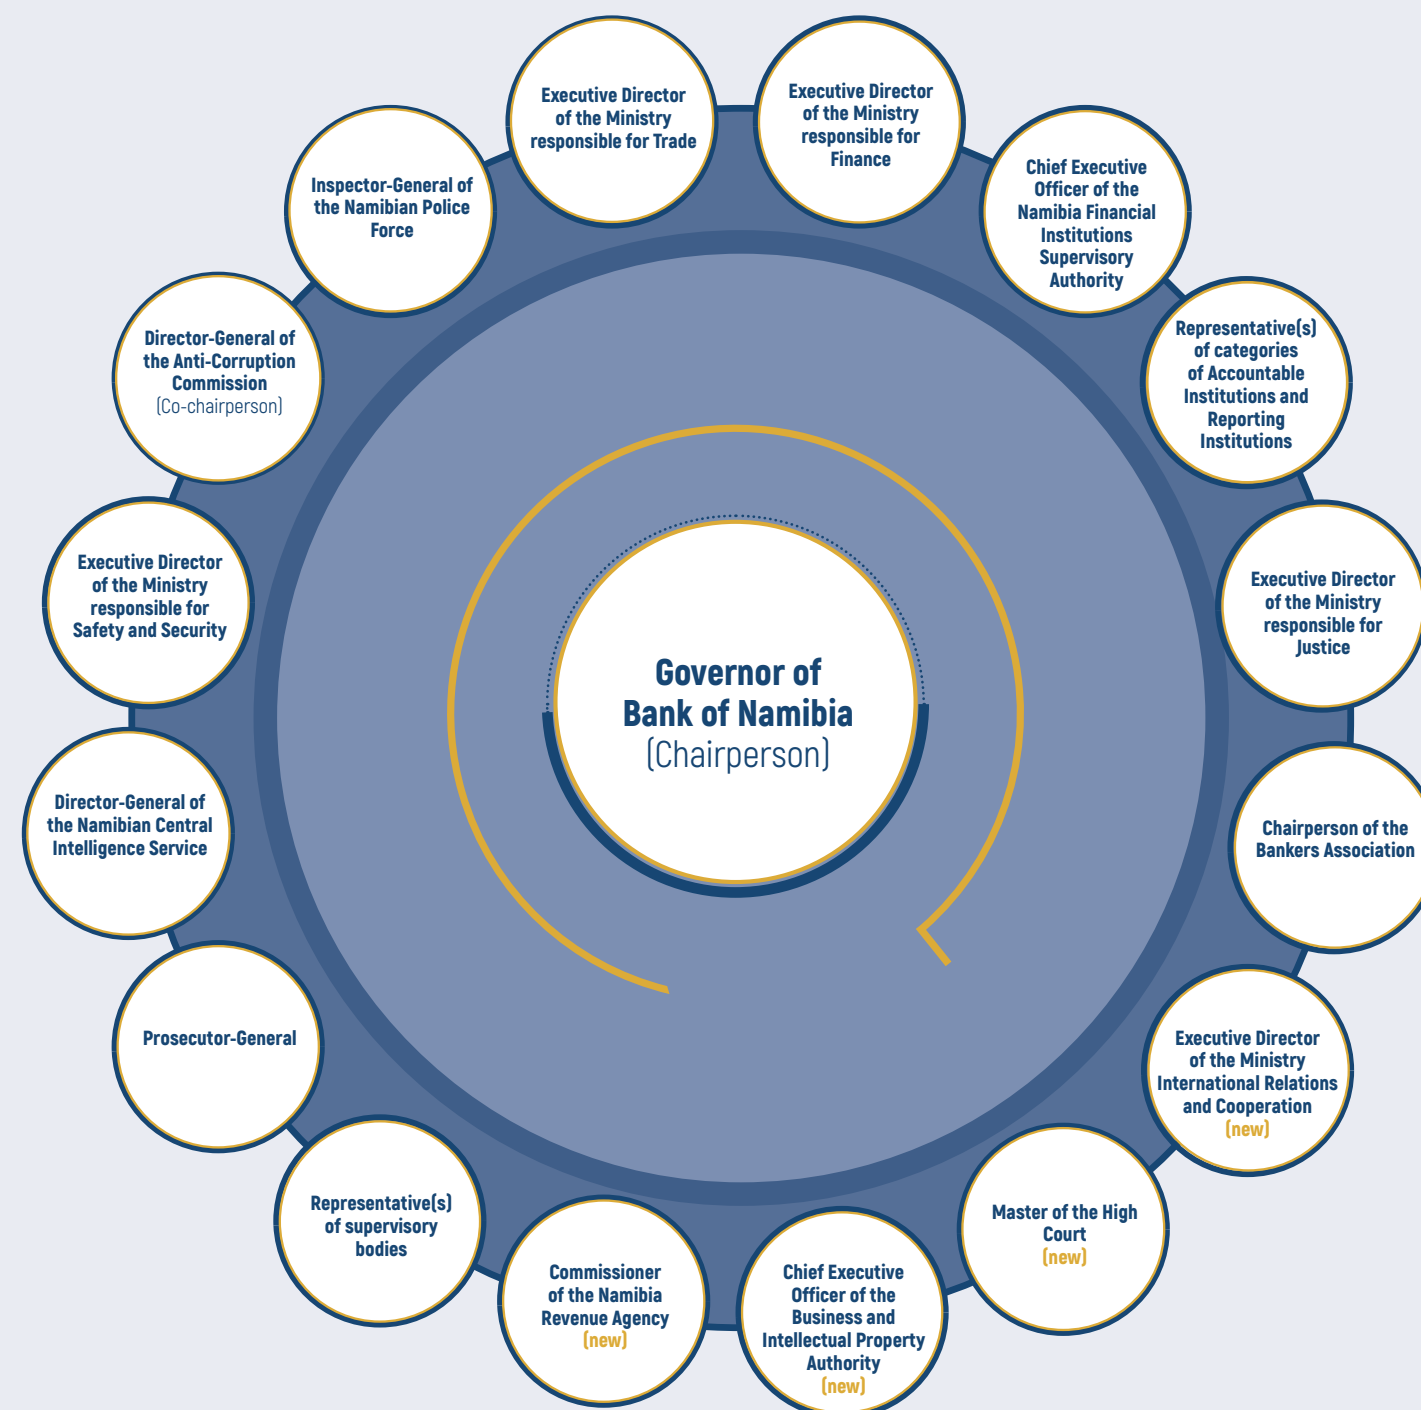 Executive Director
of the Ministry
responsible for Trade
Executive Director
of the Ministry
responsible for
Finance
Chief Executive
Officer of the
Namibia Financial
Institutions
Supervisory
Authority
Representative(s)
of categories
of Accountable
Institutions and
Reporting
Institutions
Executive Director
of the Ministry
responsible for
Justice
Chairperson of the
Bankers Association
Executive Director
of the Ministry
International Relations
and Cooperation
(new)
Master of the High
Court
(new)
Chief Executive
Officer of the
Business and
Intellectual Property
Authority
(new)
Commissioner
of the Namibia
Revenue Agency
(new)
Representative(s)
of supervisory
bodies
Prosecutor-General
Director-General of
the Namibian Central
Intelligence Service
Executive Director
of the Ministry
responsible for
Safety and Security
Director-General of
the Anti-Corruption
Commission
(Co-chairperson)
Inspector-General of
the Namibian Police
Force
Governor of
Bank of Namibia
(Chairperson)